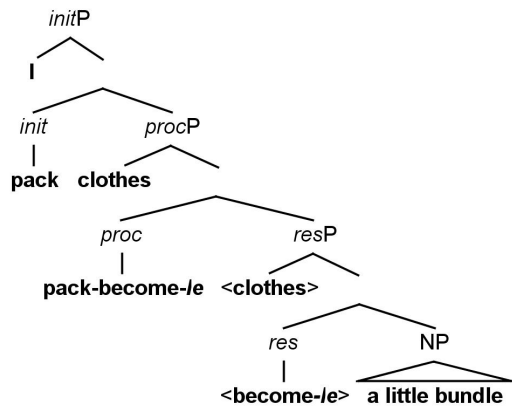 initP
I
init procP
pack clothes
proc resP
pack-become-le <clothes>
res NP
<become-le> a little bundle